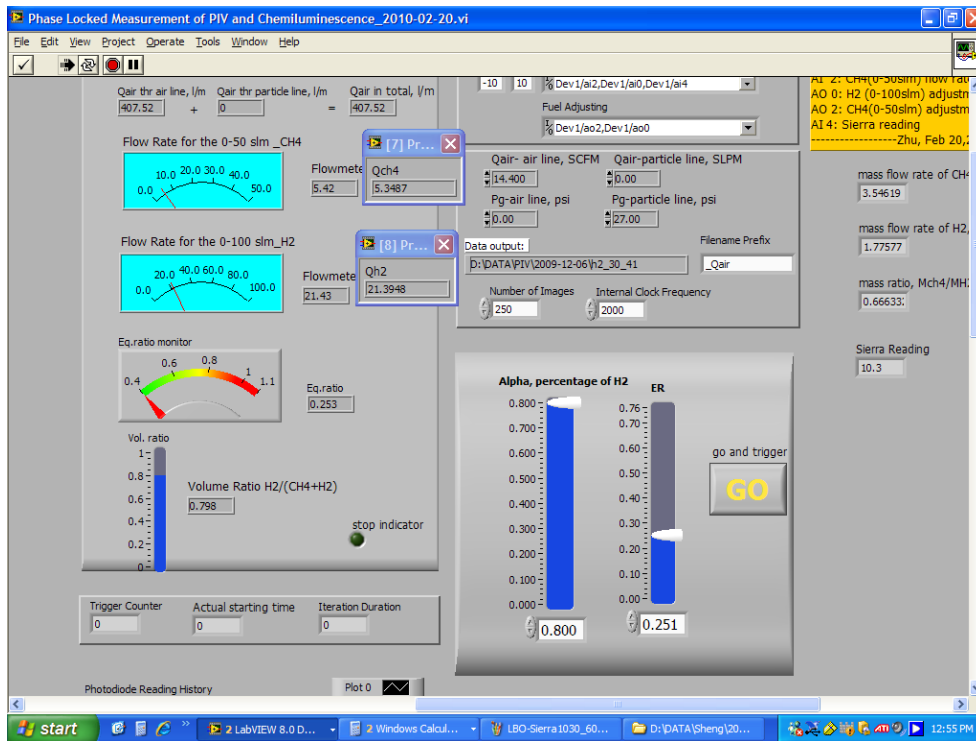 Phase Locked Measurement of PIV and Chemiluminescence_2010-02-20.vi
File Edit View Project Operate Tools Window Help
Qair thr air line, l/m Qair thr particle line, l/m Qair in total, l/m
407.52 + 0 = 407.52
Flow Rate for the 0-50 slm _CH4
0.0 10.0 20.0 30.0 40.0 50.0
Flowmete
5.42
[7] Pr...
Qch4
5.3487
Flow Rate for the 0-100 slm_H2
0.0 20.0 40.0 60.0 80.0 100.0
Flowmete
21.43
[8] Pr...
Qh2
21.3948
Eq.ratio monitor
0.4 0.6 0.8 1 1.1
Eq.ratio
0.253
Vol. ratio
1
0.8
0.6
0.4
0.2
0
Volume Ratio H2/(CH4+H2)
0.798
stop indicator
Trigger Counter Actual starting time Iteration Duration
0 0 0
Photodiode Reading History
Plot 0
-10 10 Dev1/ai2,Dev1/ai0,Dev1/ai4
Fuel Adjusting
Dev1/ao2,Dev1/ao0
Qair- air line, SCFM Qair-particle line, SLPM
14.400 0.00
Pg-air line, psi Pg-particle line, psi
0.00 27.00
Data output: Filename Prefix
D:\DATA\PIV\2009-12-06\h2_30_41 _Qair
Number of Images Internal Clock Frequency
250 2000
Alpha, percentage of H2
0.800
0.700
0.600
0.500
0.400
0.300
0.200
0.100
0.000
0.800
ER
0.76
0.70
0.60
0.50
0.40
0.30
0.20
0.10
0.00
0.251
go and trigger
GO
AI 2: CH4(0-50slm) flow rat
AO 0: H2 (0-100slm) adjustm
AO 2: CH4(0-50slm) adjustm
AI 4: Sierra reading
-----------------Zhu, Feb 20,2
mass flow rate of CH4
3.54619
mass flow rate of H2,
1.77577
mass ratio, Mch4/MH2
0.666332
Sierra Reading
10.3
start 2 LabVIEW 8.0 D... 2 Windows Calcul... LBO-Sierra1030_60... D:\DATA\Sheng\20... 12:55 PM